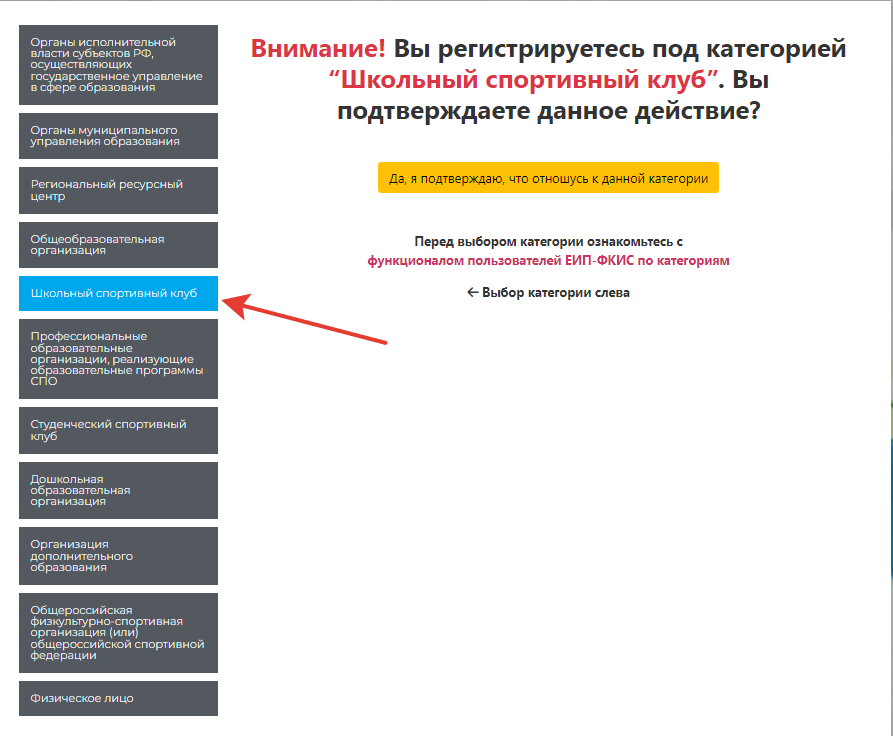 Органы исполнительной
власти субъектов РФ,
осуществляющих
государственное управление
в сфере образования
Органы муниципального
управления образования
Региональный ресурсный
центр
Общеобразовательная
организация
Школьный спортивный клуб
Профессиональные
образовательные
организации, реализующие
образовательные программы
СПО
Студенческий спортивный
клуб
Дошкольная
образовательная
организация
Организация
дополнительного
образования
Общероссийская
физкультурно-спортивная
организация (или)
общероссийской спортивной
федерации
Физическое лицо
Внимание! Вы регистрируетесь под категорией
“Школьный спортивный клуб”. Вы
подтверждаете данное действие?
Да, я подтверждаю, что отношусь к данной категории
Перед выбором категории ознакомьтесь с
функционалом пользователей ЕИП-ФКИС по категориям
← Выбор категории слева